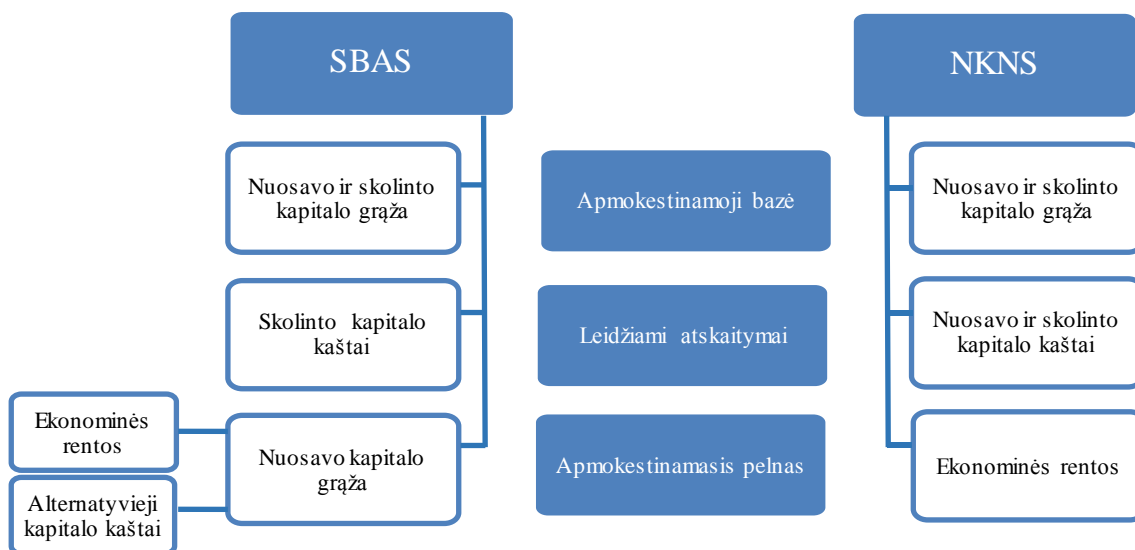 SBAS
NKNS
Nuosavo ir skolinto
kapitalo grąža
Apmokestinamoji bazė
Nuosavo ir skolinto
kapitalo grąža
Skolinto kapitalo
kaštai
Leidžiami atskaitymai
Nuosavo ir skolinto
kapitalo kaštai
Ekonominės
rentos
Alternatyvieji
kapitalo kaštai
Nuosavo kapitalo
grąža
Apmokestinamasis pelnas
Ekonominės rentos